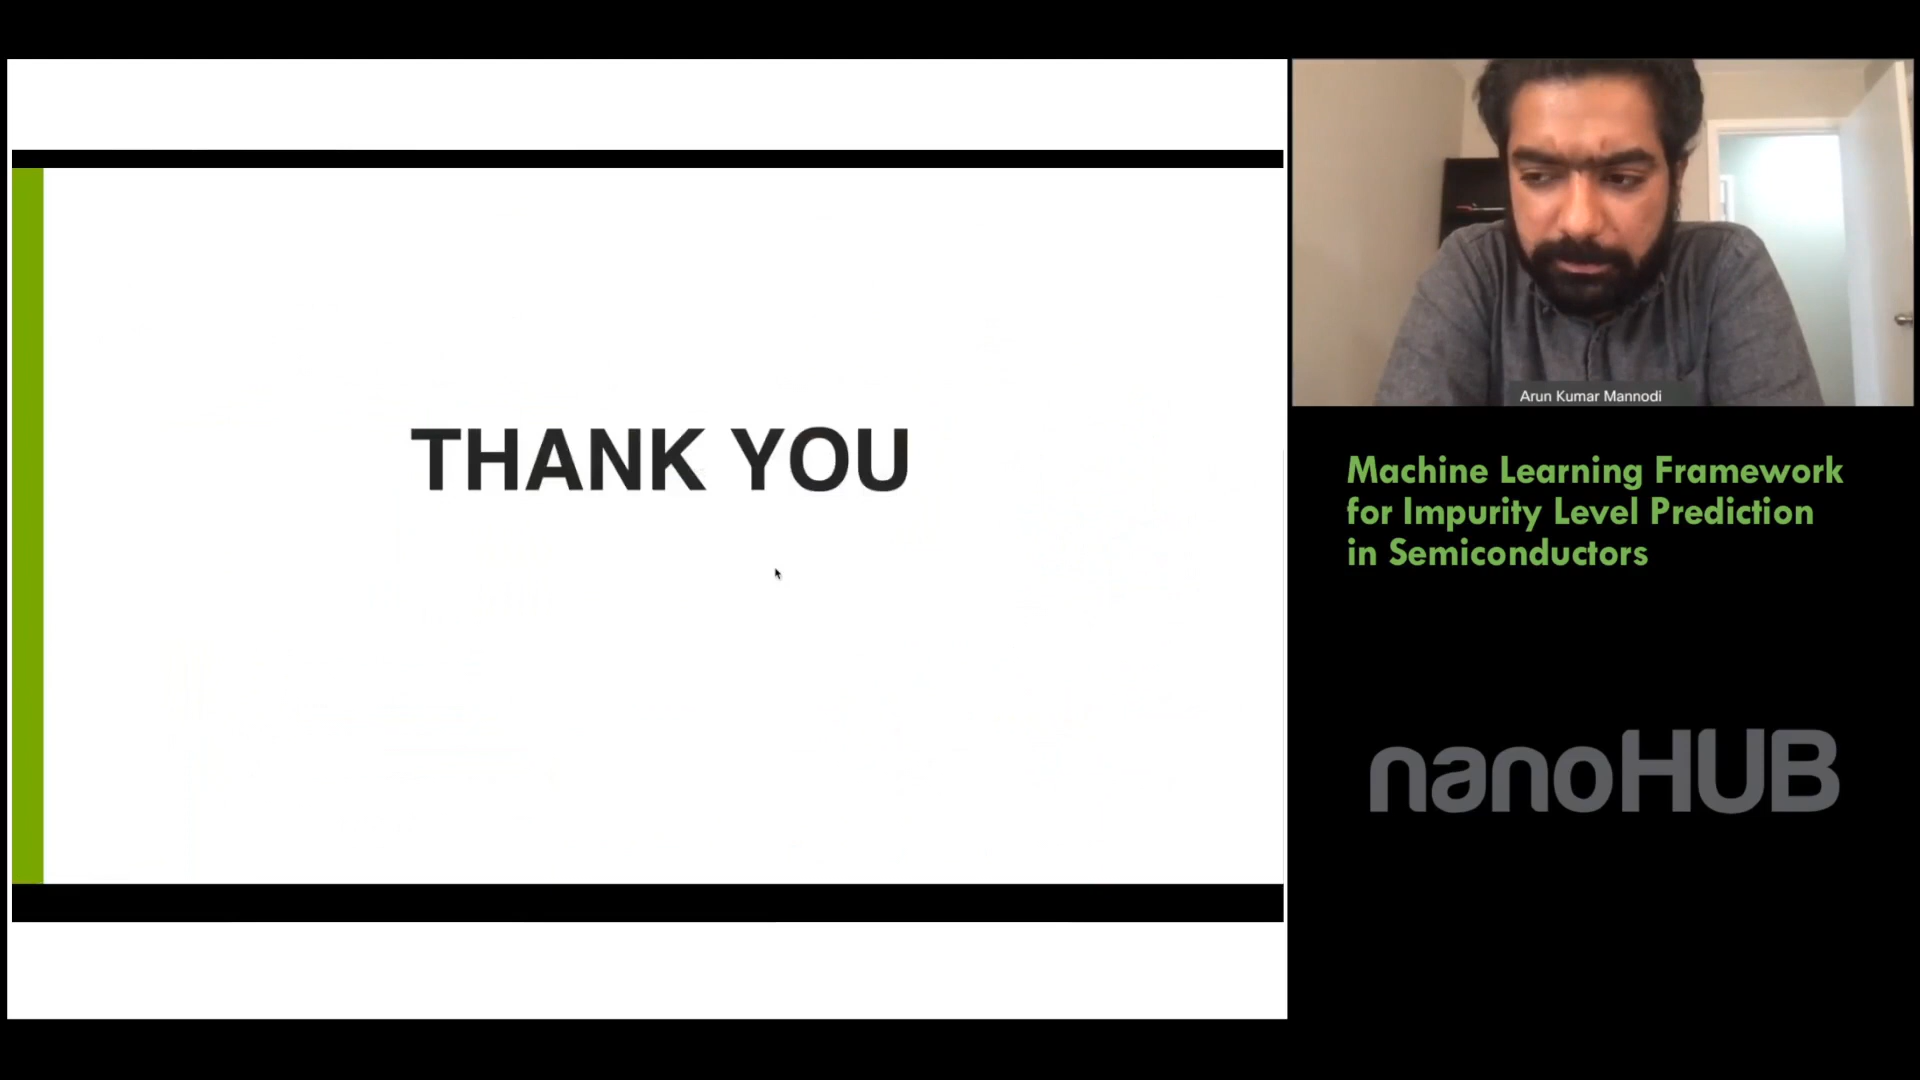 THANK YOU
Arun Kumar Mannodi
Machine Learning Framework
for Impurity Level Prediction
in Semiconductors
nanoHUB